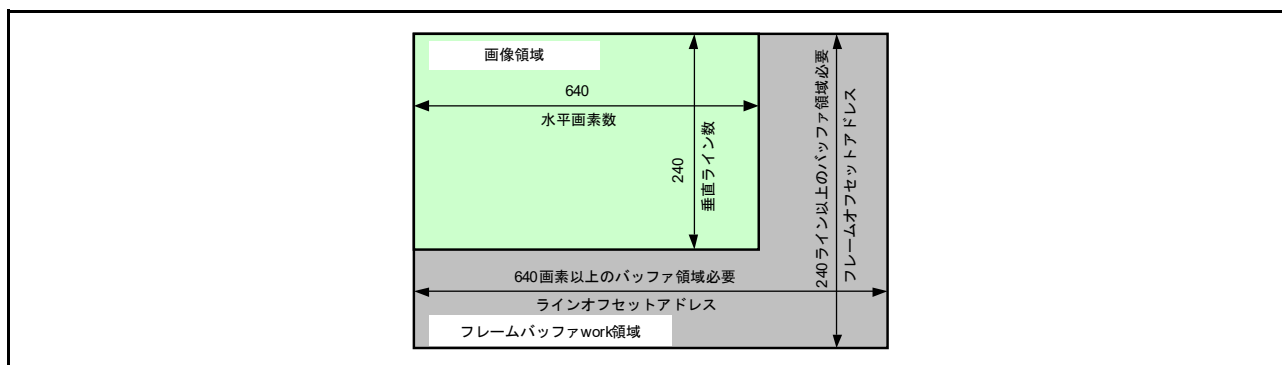 画像領域
640
水平画素数
240
垂直ライン数
240ライン以上のバッファ領域必要
フレームオフセットアドレス
640画素以上のバッファ領域必要
ラインオフセットアドレス
フレームバッファwork領域